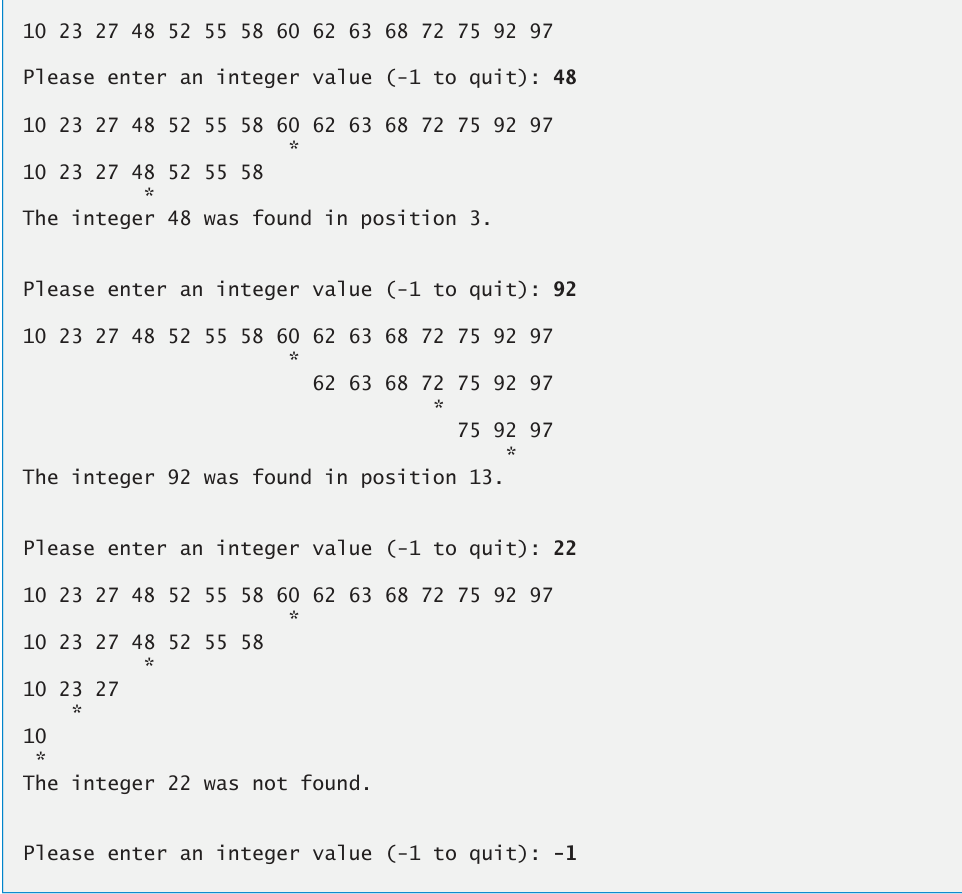 10 23 27 48 52 55 58 60 62 63 68 72 75 92 97
Please enter an integer value (-1 to quit): 48
10 23 27 48 52 55 58 60 62 63 68 72 75 92 97
*
10 23 27 48 52 55 58
*
The integer 48 was found in position 3.
Please enter an integer value (-1 to quit): 92
10 23 27 48 52 55 58 60 62 63 68 72 75 92 97
*
62 63 68 72 75 92 97
*
75 92 97
*
The integer 92 was found in position 13.
Please enter an integer value (-1 to quit): 22
10 23 27 48 52 55 58 60 62 63 68 72 75 92 97
*
10 23 27 48 52 55 58
*
10 23 27
*
10
*
The integer 22 was not found.
Please enter an integer value (-1 to quit): -1